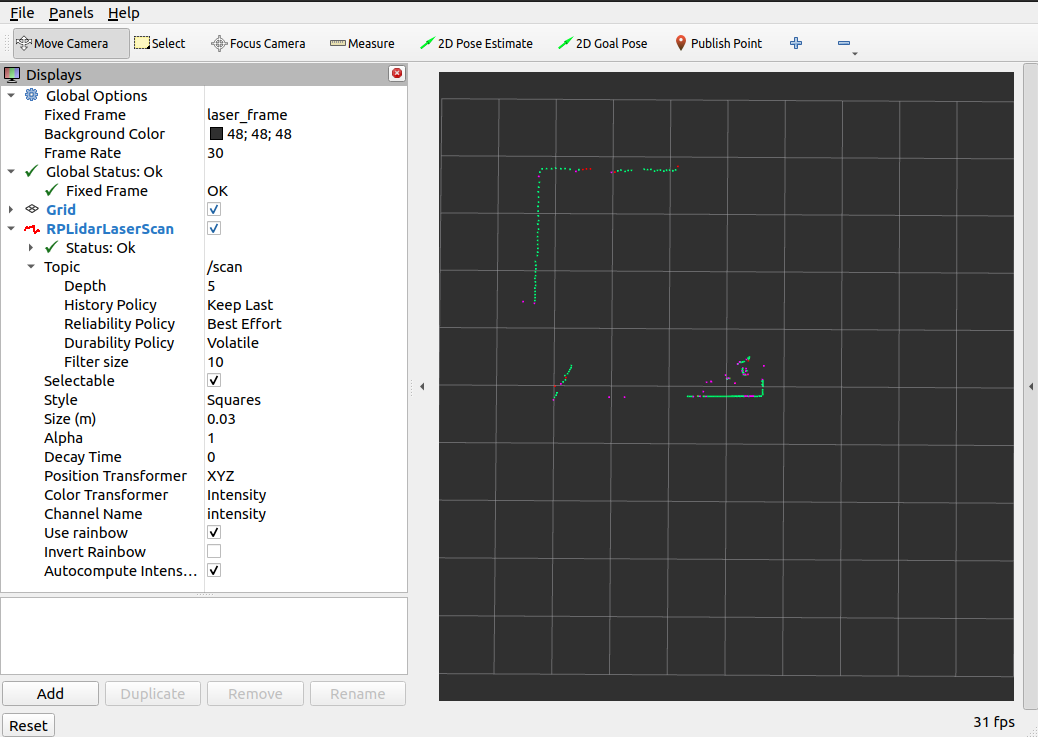 File Panels Help
Move Camera Select Focus Camera Measure 2D Pose Estimate 2D Goal Pose Publish Point
Displays
Global Options
Fixed Frame laser_frame
Background Color 48; 48; 48
Frame Rate 30
Global Status: Ok
Fixed Frame OK
Grid
RPLidarLaserScan
Status: Ok
Topic /scan
Depth 5
History Policy Keep Last
Reliability Policy Best Effort
Durability Policy Volatile
Filter size 10
Selectable
Style Squares
Size (m) 0.03
Alpha 1
Decay Time 0
Position Transformer XYZ
Color Transformer Intensity
Channel Name intensity
Use rainbow
Invert Rainbow
Autocompute Intens...
Add Duplicate Remove Rename
Reset
31 fps